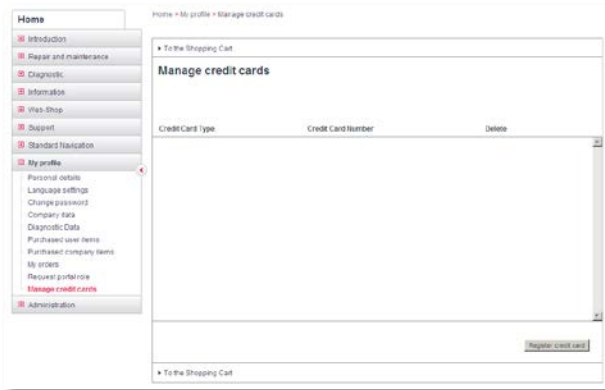 Home
Home > My profile > Manage credit cards
Introduction
Repair and maintenance
Diagnostic
Information
Web-Shop
Support
Standard Navigation
My profile
Personal details
Language settings
Change password
Company data
Diagnostic Data
Purchased user items
Purchased company items
My orders
Request portal role
Manage credit cards
Administration
To the Shopping Cart
Manage credit cards
Credit Card Type Credit Card Number Delete
Register credit card
To the Shopping Cart